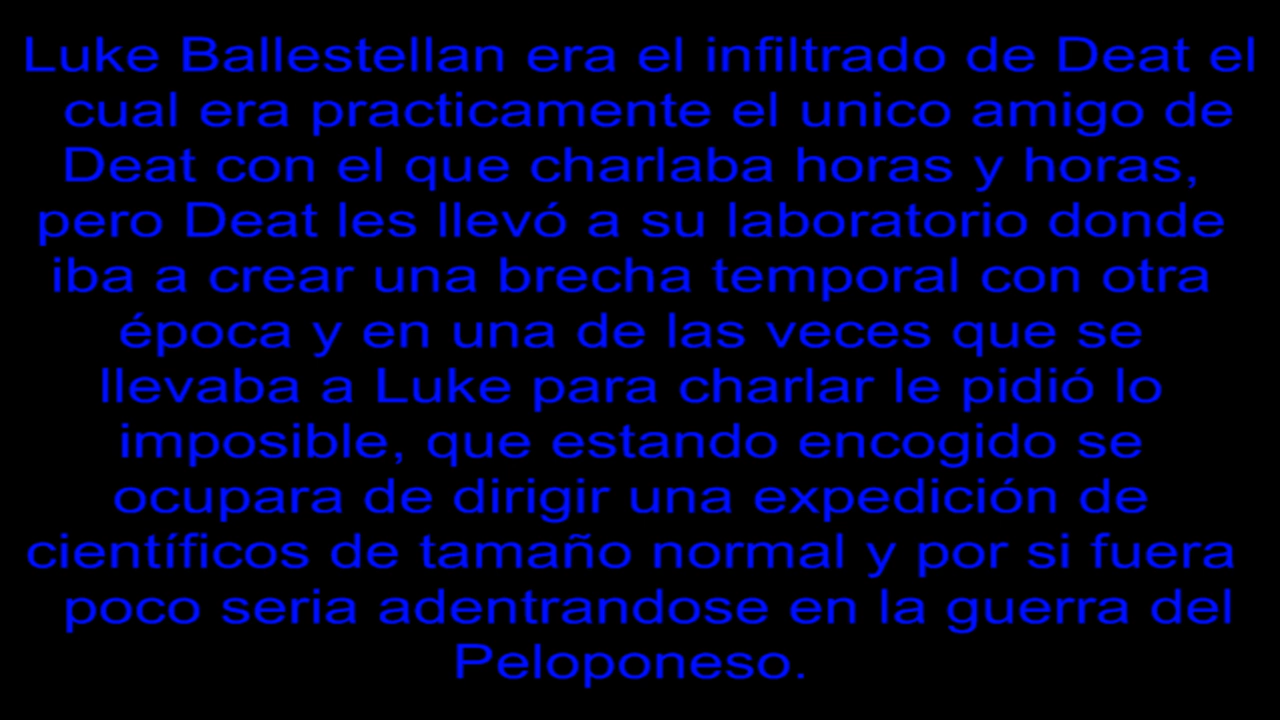 Luke Ballestellan era el infiltrado de Deat el
cual era practicamente el unico amigo de
Deat con el que charlaba horas y horas,
pero Deat les llevó a su laboratorio donde
iba a crear una brecha temporal con otra
época y en una de las veces que se
llevaba a Luke para charlar le pidió lo
imposible, que estando encogido se
ocupara de dirigir una expedición de
científicos de tamaño normal y por si fuera
poco seria adentrandose en la guerra del
Peloponeso.